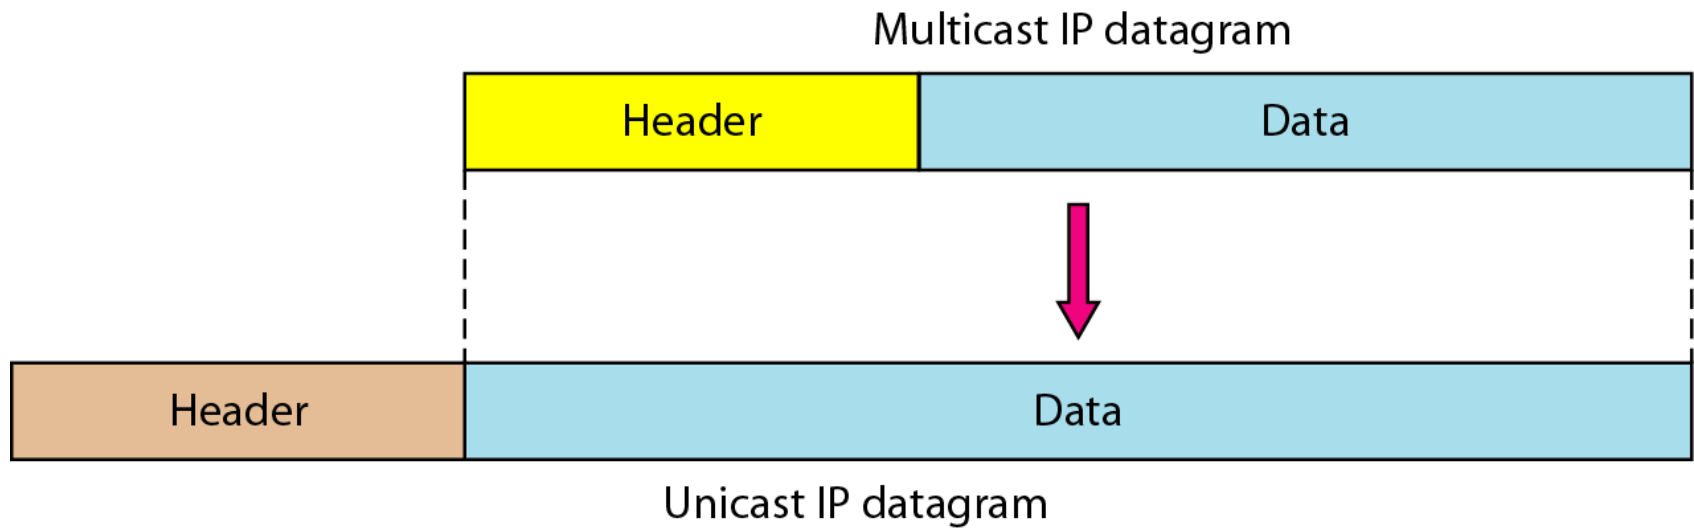 Multicast IP datagram
Header Data
Header Data
Unicast IP datagram